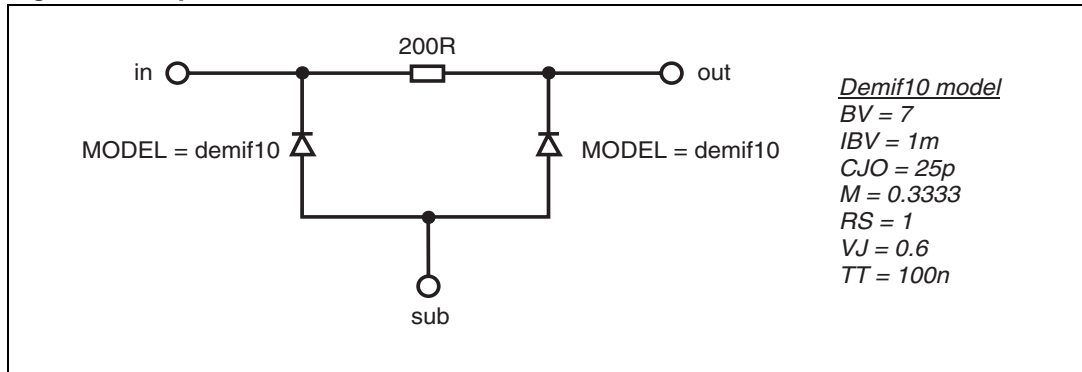 200R
in
out
MODEL = demif10
MODEL = demif10
sub
Demif10 model
BV = 7
IBV = 1m
CJO = 25p
M = 0.3333
RS = 1
VJ = 0.6
TT = 100n